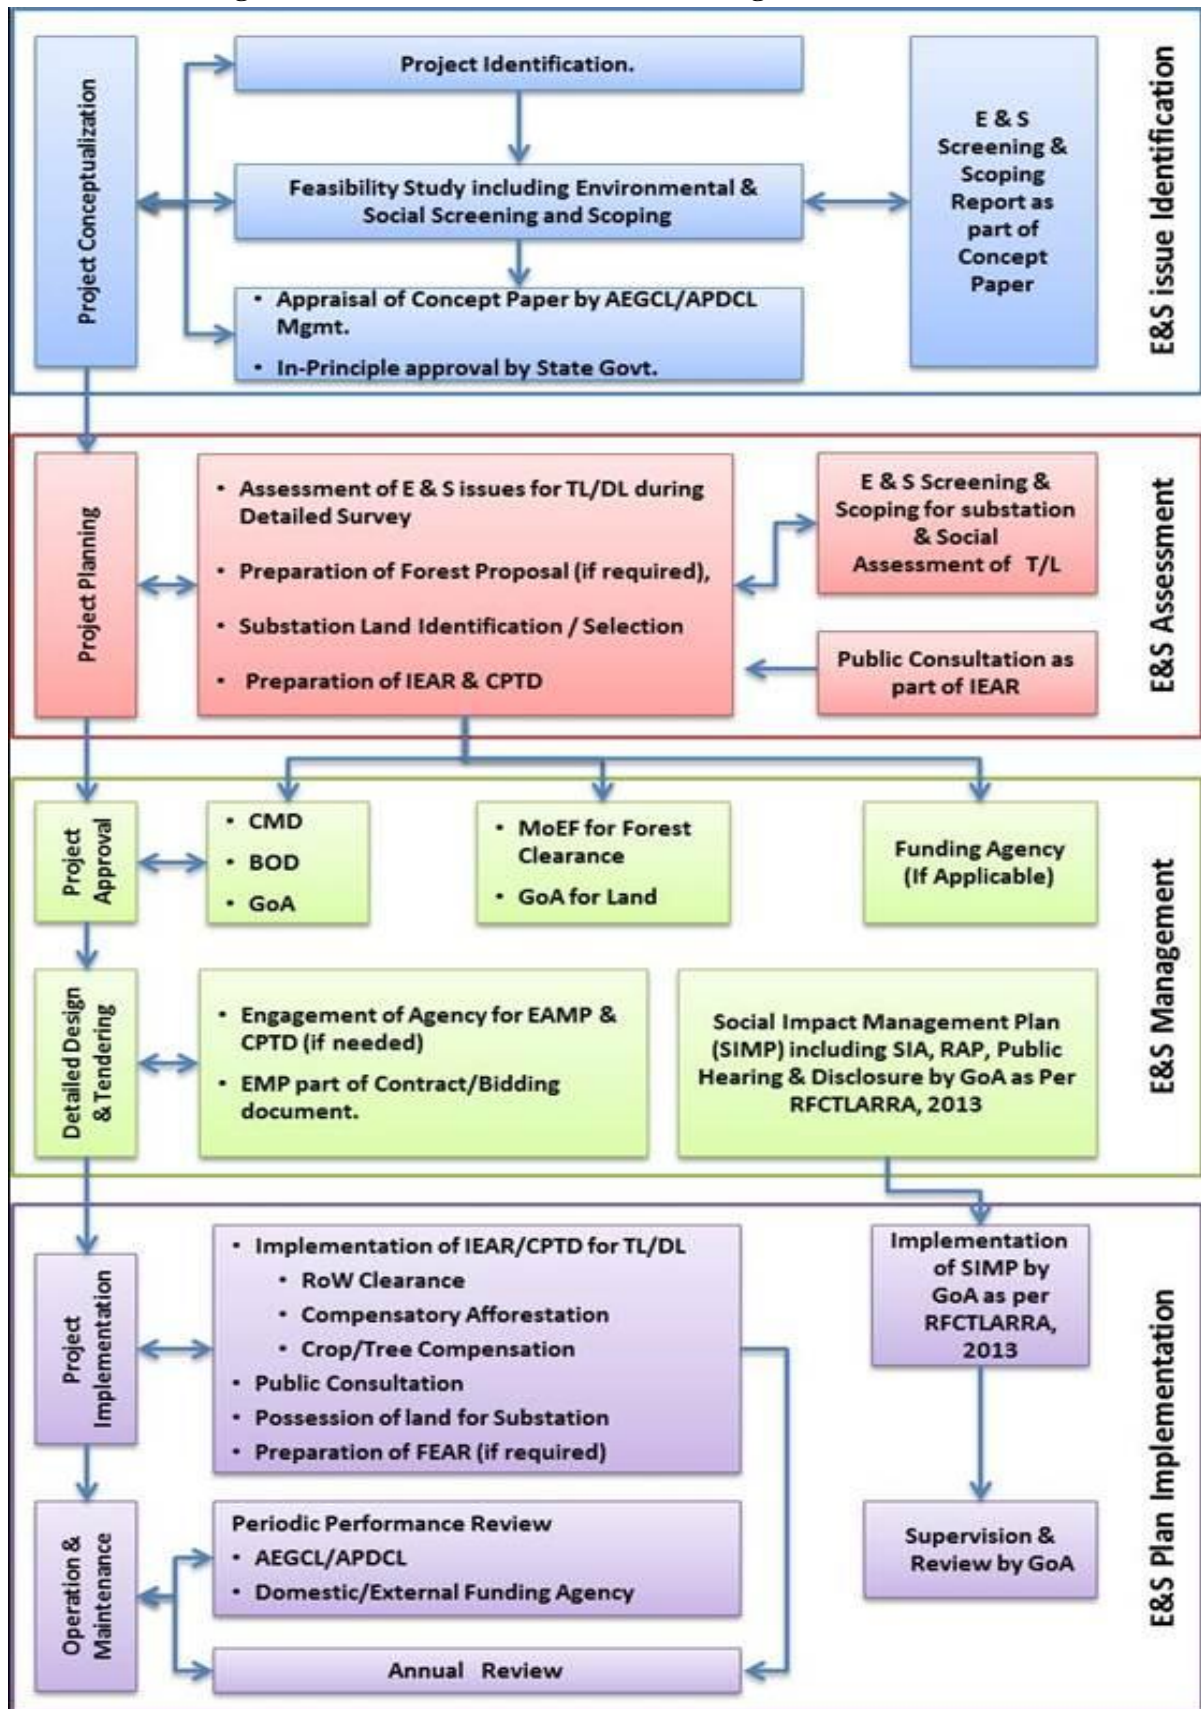 Project Conceptualization
Project Identification.
Feasibility Study including Environmental &
Social Screening and Scoping
• Appraisal of Concept Paper by AEGCL/APDCL
Mgmt.
• In-Principle approval by State Govt.
E & S
Screening &
Scoping
Report as
part of
Concept
Paper
E&S issue Identification
Project Planning
• Assessment of E & S issues for TL/DL during
Detailed Survey
• Preparation of Forest Proposal (if required),
• Substation Land Identification / Selection
• Preparation of IEAR & CPTD
E & S Screening &
Scoping for substation
& Social
Assessment of T/L
Public Consultation as
part of IEAR
E&S Assessment
Project
Approval
• CMD
• BOD
• GoA
• MoEF for Forest
Clearance
• GoA for Land
Funding Agency
(If Applicable)
Detailed Design
& Tendering
• Engagement of Agency for EAMP &
CPTD (if needed)
• EMP part of Contract/Bidding
document.
Social Impact Management Plan
(SIMP) including SIA, RAP, Public
Hearing & Disclosure by GoA as Per
RFCTLARRA, 2013
E&S Management
Project
Implementation
• Implementation of IEAR/CPTD for TL/DL
• RoW Clearance
• Compensatory Afforestation
• Crop/Tree Compensation
• Public Consultation
• Possession of land for Substation
• Preparation of FEAR (if required)
Implementation
of SIMP by
GoA as per
RFCTLARRA,
2013
Operation &
Maintenance
Periodic Performance Review
• AEGCL/APDCL
• Domestic/External Funding Agency
Annual Review
Supervision &
Review by GoA
E&S Plan Implementation